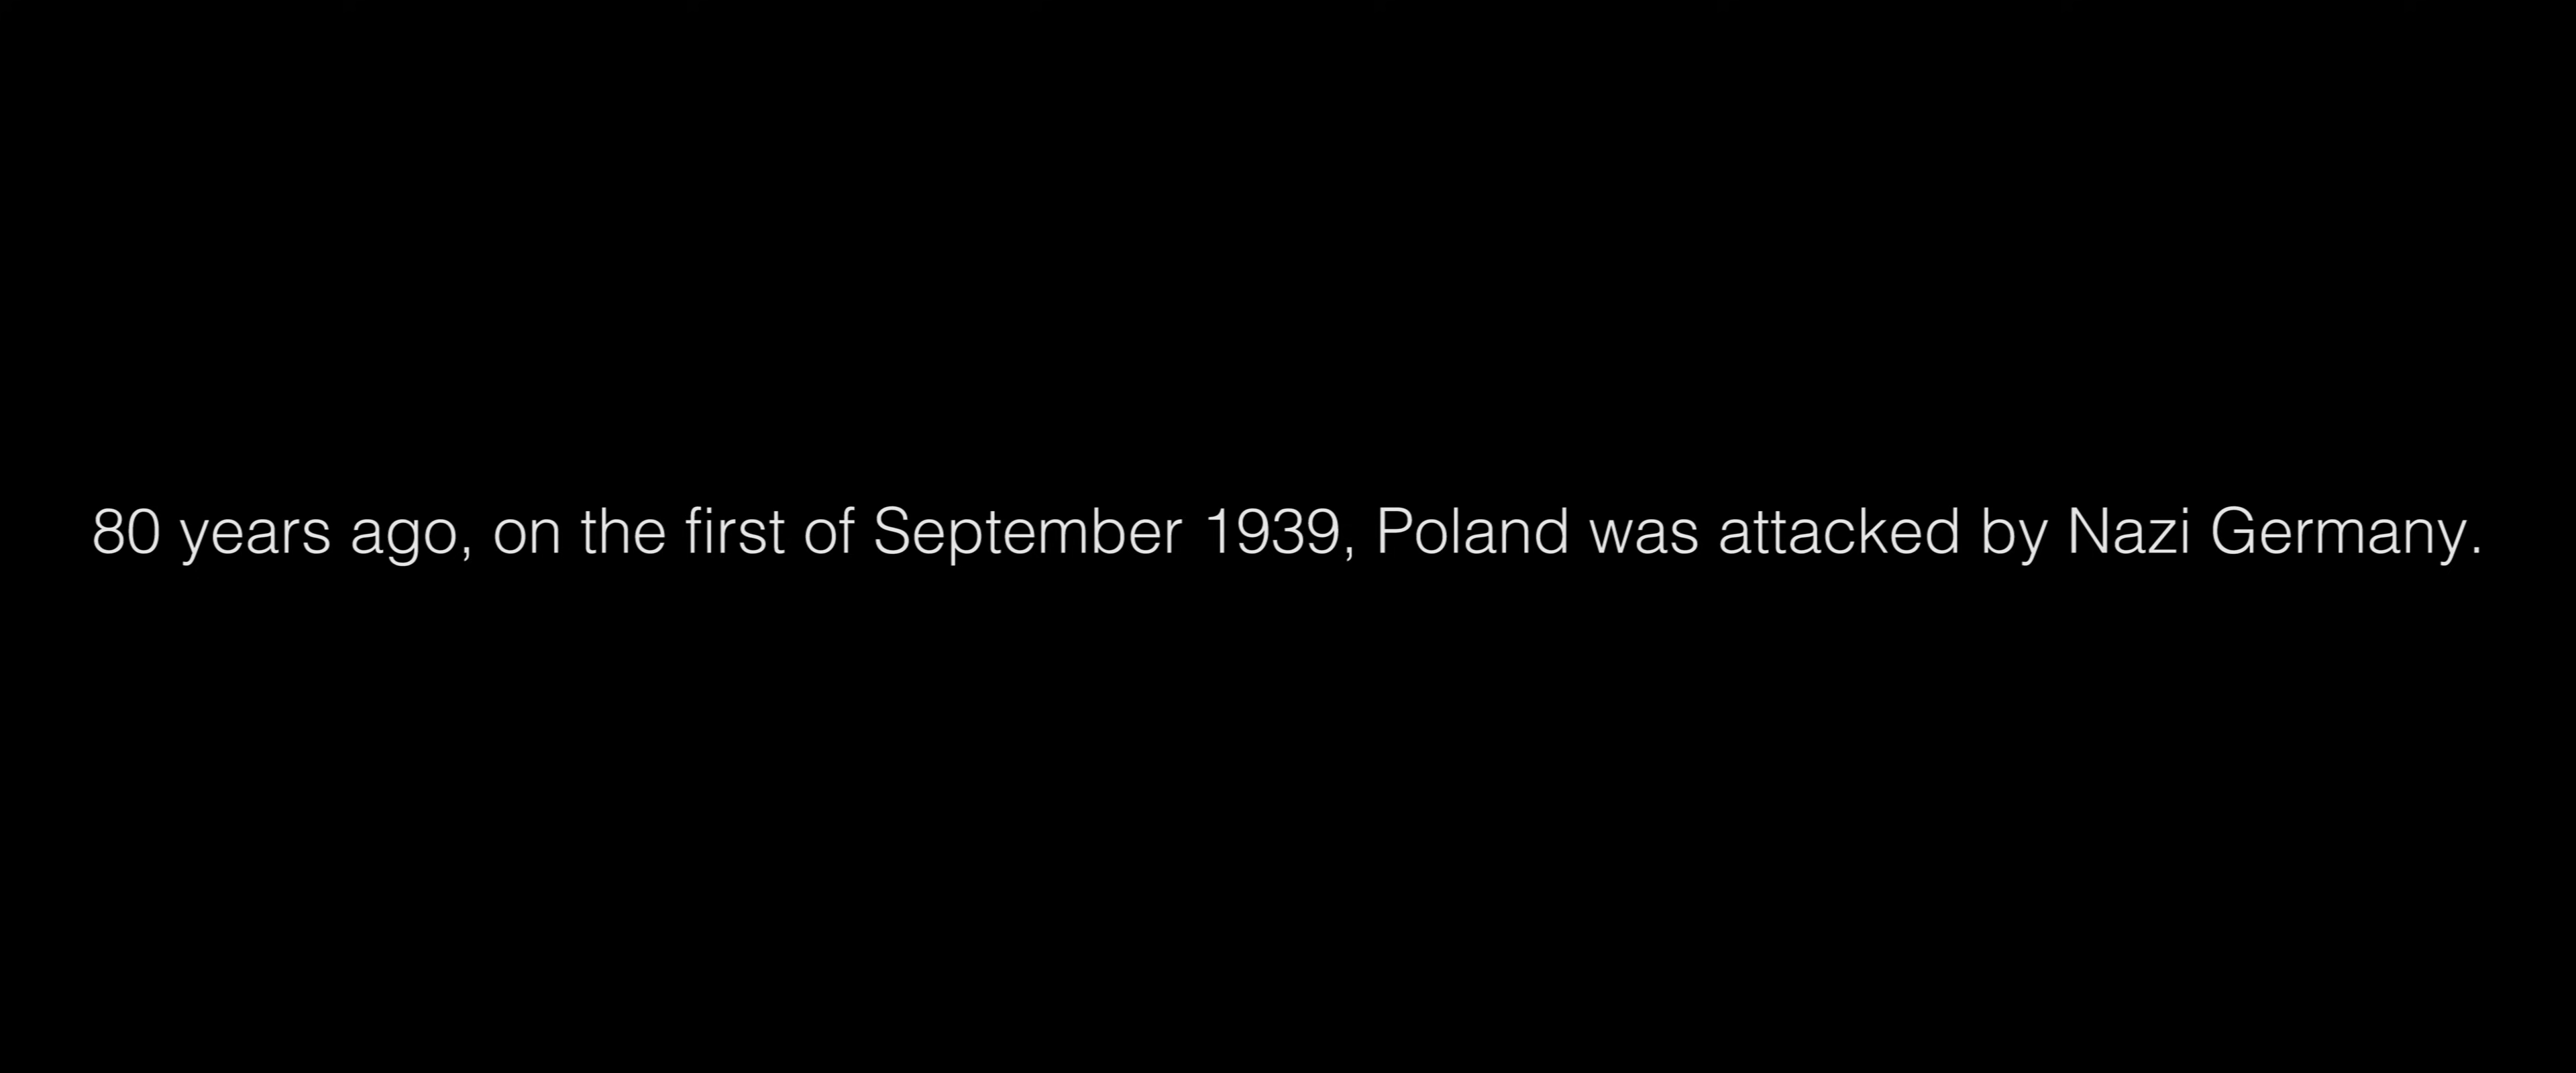 80 years ago, on the first of September 1939, Poland was attacked by Nazi Germany.